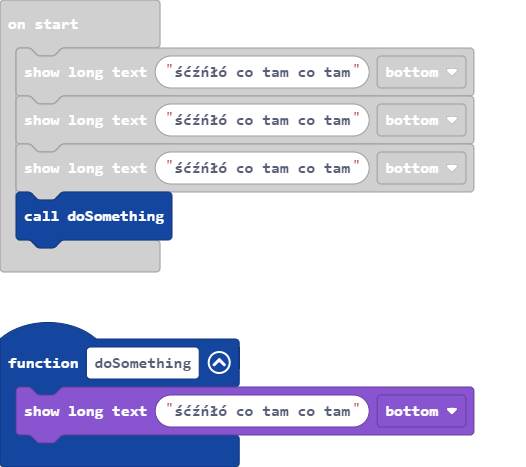 on start
show long text "śćźńłó co tam co tam" bottom
show long text "śćźńłó co tam co tam" bottom
show long text "śćźńłó co tam co tam" bottom
call doSomething
function doSomething
show long text "śćźńłó co tam co tam" bottom